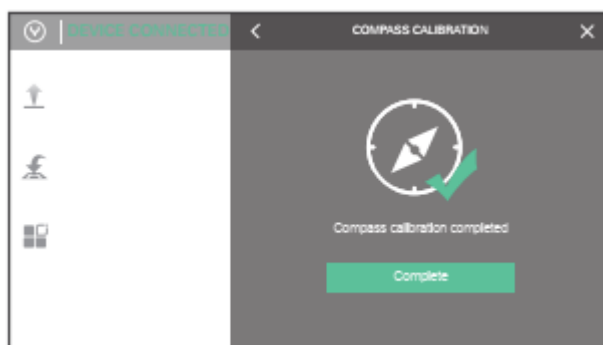 DEVICE CONNECTED
COMPASS CALIBRATION
Compass calibration completed
Complete